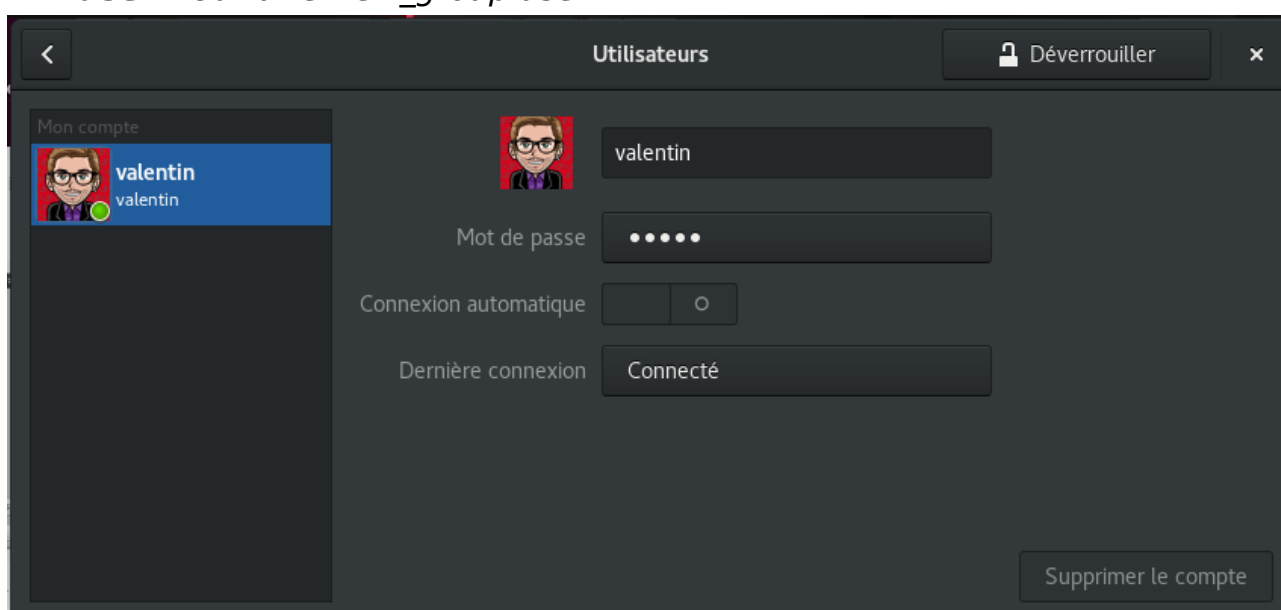 Utilisateurs
Déverrouiller
Mon compte
valentin
valentin
valentin
Mot de passe
Connexion automatique
Dernière connexion
Connecté
Supprimer le compte